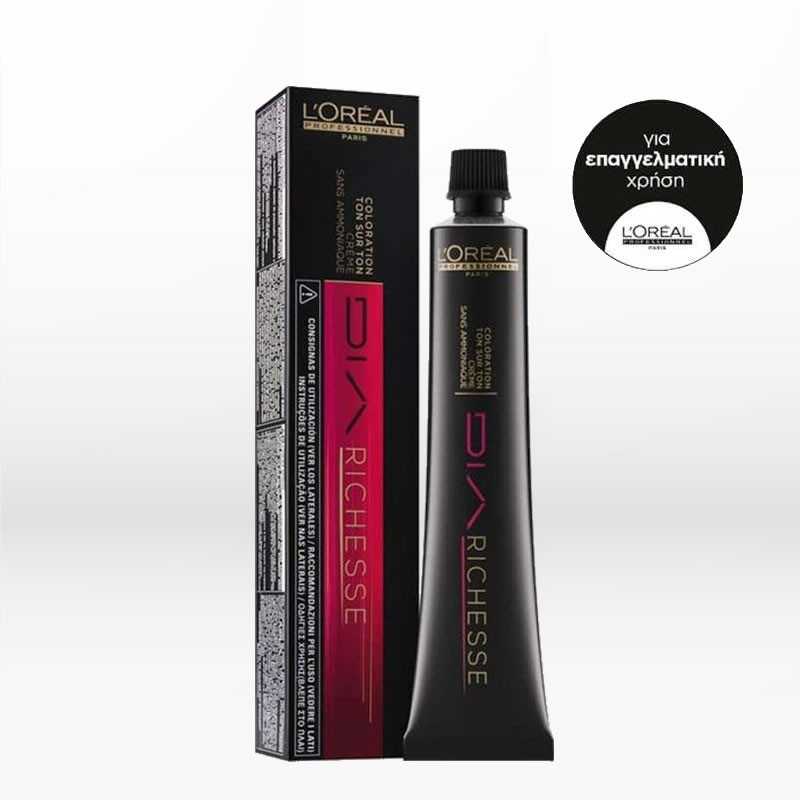 L'ORÉAL
PROFESSIONNEL
PARIS
COLORATION
TON SUR TON
CRÈME
SANS AMMONIAQUE
DIA
RICHESSE
CONSIGNAS DE UTILIZACIÓN (VER LOS LATERALES) / RACCOMANDAZIONI PER L'USO (VEDERE I LATI)
INSTRUÇÕES DE UTILIZAÇÃO (VER NAS LATERAIS) / ΟΔΗΓΙΕΣ ΧΡΗΣΗΣ (ΒΛΕΠΕ ΣΤΟ ΠΛΑΪ)
L'ORÉAL
PROFESSIONNEL
PARIS
COLORATION
TON SUR TON
CRÈME
SANS AMMONIAQUE
DIA
RICHESSE
για
επαγγελματική
χρήση
L'ORÉAL
PROFESSIONNEL
PARIS